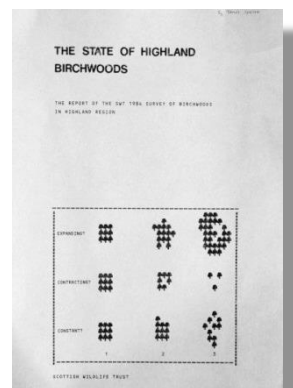 THE STATE OF HIGHLAND
BIRCHWOODS
THE REPORT OF THE SWT 1984 SURVEY OF BIRCHWOODS
IN HIGHLAND REGION
EXPANDING?
CONTRACTING?
CONSTANT?
1 2 3
SCOTTISH WILDLIFE TRUST